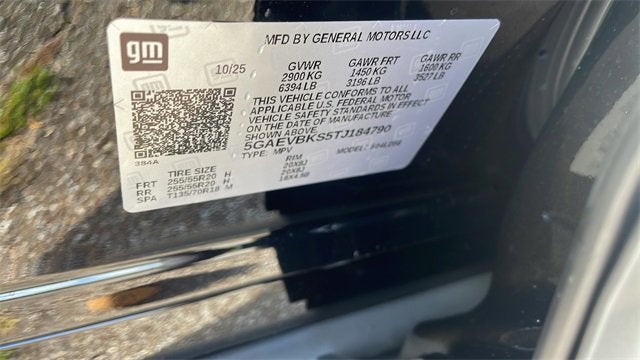 gm
MFD BY GENERAL MOTORS LLC
10/25
GVWR GAWR FRT GAWR RR
2900 KG 1450 KG 1600 KG
6394 LB 3196 LB 3527 LB
THIS VEHICLE CONFORMS TO ALL
APPLICABLE U.S. FEDERAL MOTOR
VEHICLE SAFETY STANDARDS IN EFFECT
ON THE DATE OF MANUFACTURE
SHOWN ABOVE.
5GAEVBKS5TJ184790
TYPE: MPV MODEL:
384A
TIRE SIZE RIM
FRT 255/55R20 H 20X8J
RR 255/55R20 H 20X8J
SPA T135/70R18 M 18X4.5B